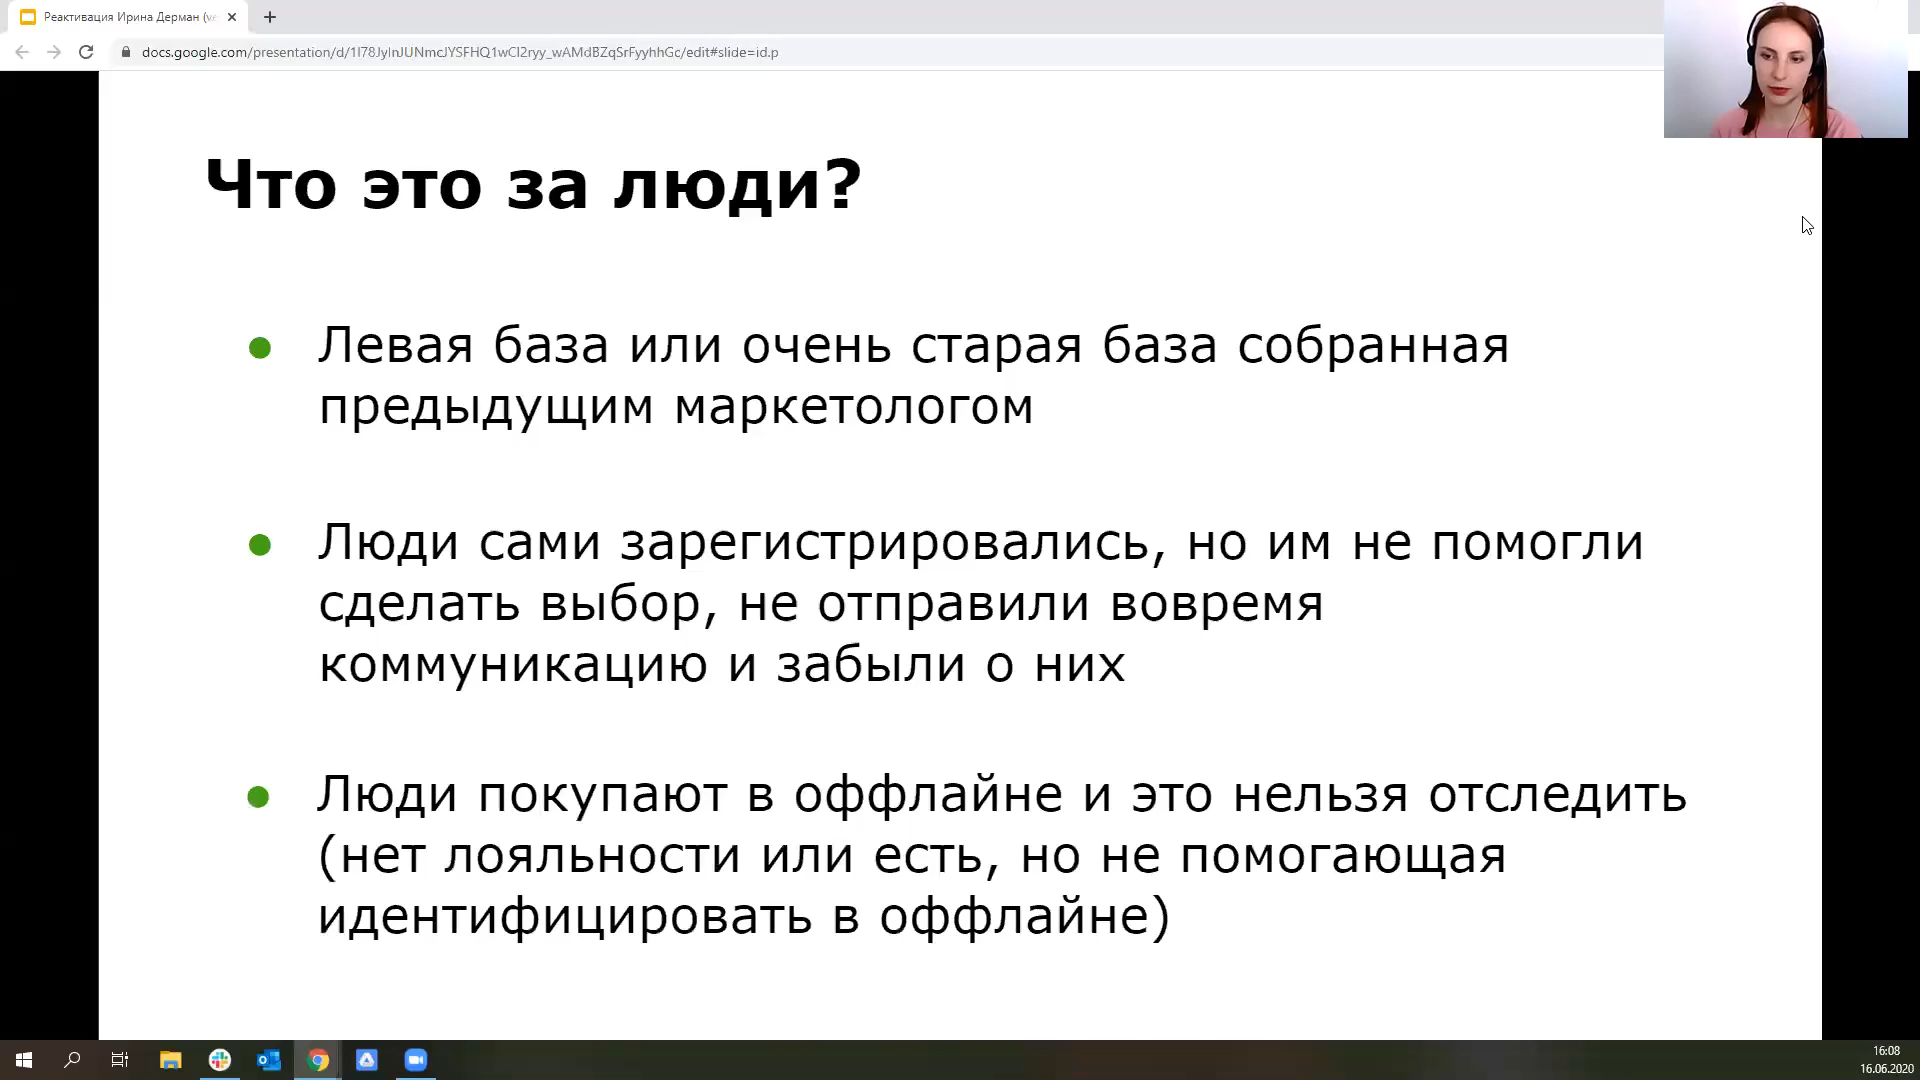 Реактивация Ирина Дерман (ve
docs.google.com/presentation/d/1I78JyInJUNmcJYSFHQ1wCI2ryy_wAMdBZqSrFyyhhGc/edit#slide=id.p
Что это за люди?
Левая база или очень старая база собранная
предыдущим маркетологом
Люди сами зарегистрировались, но им не помогли
сделать выбор, не отправили вовремя
коммуникацию и забыли о них
Люди покупают в оффлайне и это нельзя отследить
(нет лояльности или есть, но не помогающая
идентифицировать в оффлайне)
16:08
16.06.2020